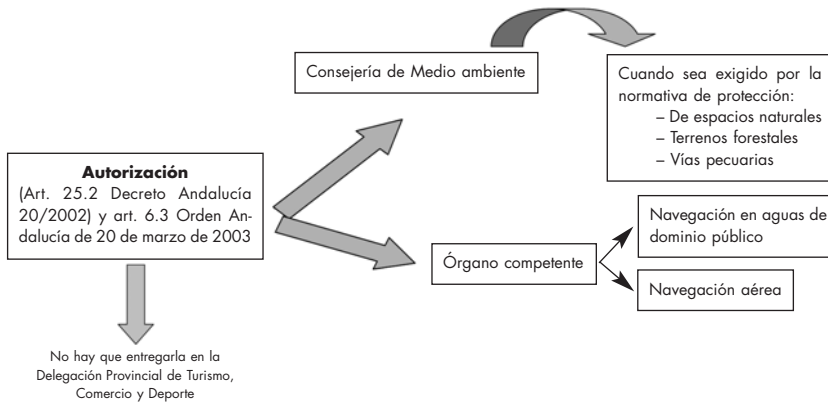 Consejería de Medio ambiente
Cuando sea exigido por la
normativa de protección:
– De espacios naturales
– Terrenos forestales
– Vías pecuarias
Autorización
(Art. 25.2 Decreto Andalucía
20/2002) y art. 6.3 Orden An-
dalucía de 20 de marzo de 2003
Órgano competente
Navegación en aguas de
dominio público
Navegación aérea
No hay que entregarla en la
Delegación Provincial de Turismo,
Comercio y Deporte